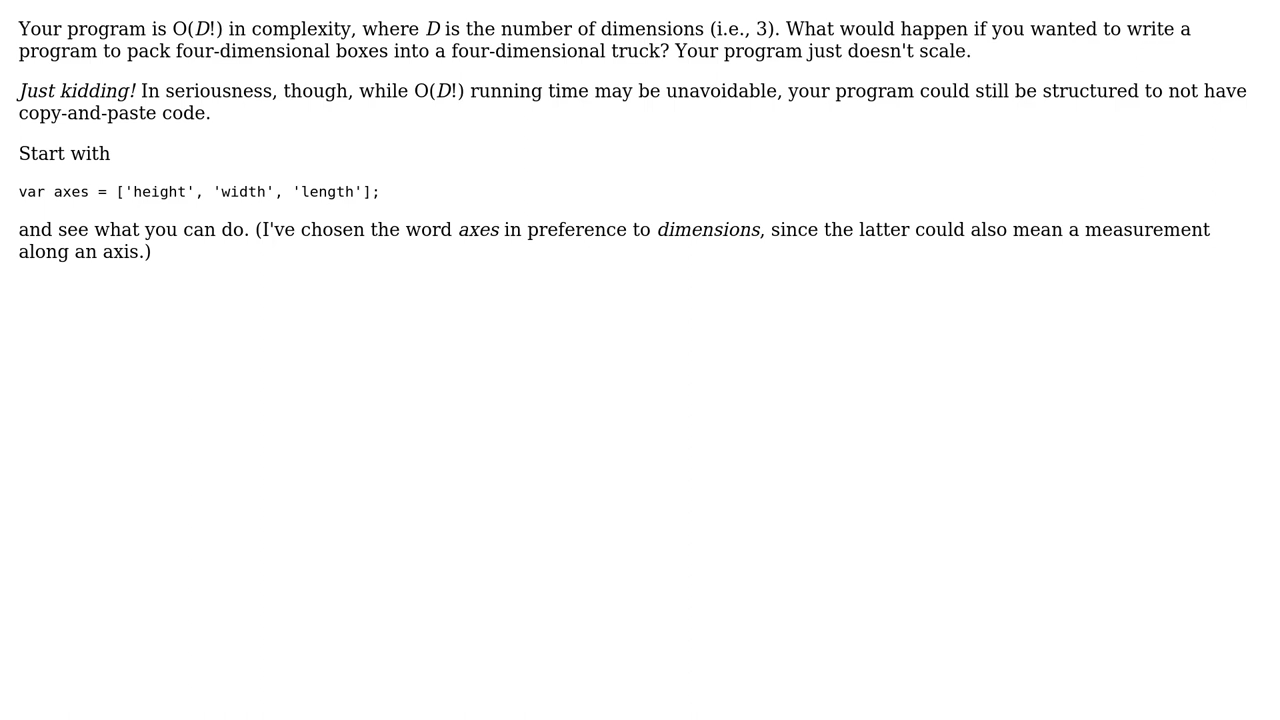 Your program is O(D!) in complexity, where D is the number of dimensions (i.e., 3). What would happen if you wanted to write a
program to pack four-dimensional boxes into a four-dimensional truck? Your program just doesn't scale.
Just kidding! In seriousness, though, while O(D!) running time may be unavoidable, your program could still be structured to not have
copy-and-paste code.
Start with
var axes = ['height', 'width', 'length'];
and see what you can do. (I've chosen the word axes in preference to dimensions, since the latter could also mean a measurement
along an axis.)